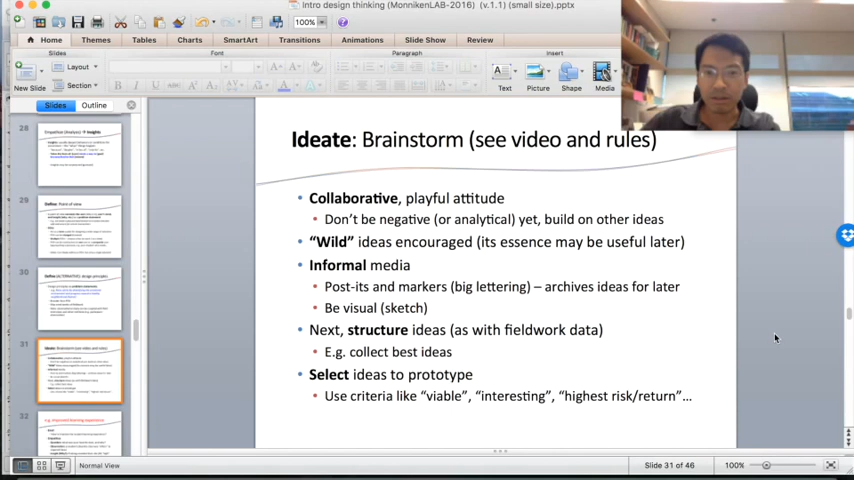 Intro design thinking (MonnikenLAB-2016) (v.1.1) (small size).pptx
100%
Home Themes Tables Charts SmartArt Transitions Animations Slide Show Review
Slides Font Paragraph Insert
New Slide Layout Section
B I U
Text Picture Shape Media
Slides Outline
28
29
30
31
32
Define: Point of view
Ideate: Brainstorm (see video and rules)
Collaborative, playful attitude
Don't be negative (or analytical) yet, build on other ideas
"Wild" ideas encouraged (its essence may be useful later)
Informal media
Post-its and markers (big lettering) – archives ideas for later
Be visual (sketch)
Next, structure ideas (as with fieldwork data)
E.g. collect best ideas
Select ideas to prototype
Use criteria like "viable", "interesting", "highest risk/return"...
Normal View Slide 31 of 46 100%